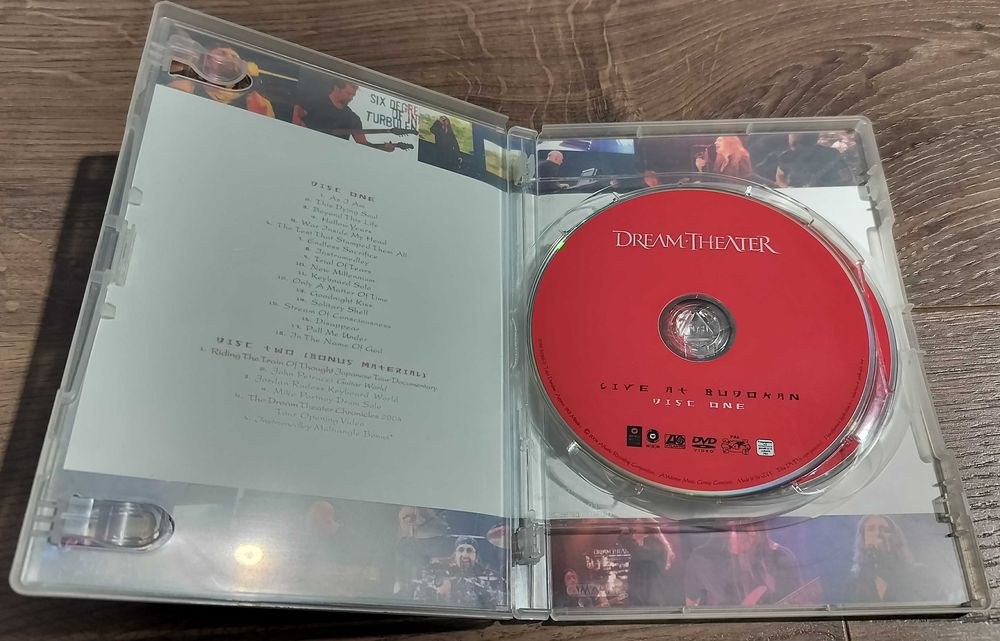 SIX DEGRE
OF IN
TURBULEN
DISC ONE
1. As I Am
2. This Dying Soul
3. Beyond This Life
4. Hollow Years
5. War Inside My Head
6. The Test That Stumped Them All
7. Endless Sacrifice
8. Instrumedley
9. Trial Of Tears
10. New Millennium
11. Keyboard Solo
12. Only A Matter Of Time
13. Goodnight Kiss
14. Solitary Shell
15. Stream Of Consciousness
16. Disappear
17. Pull Me Under
18. In The Name Of God
DISC TWO (BONUS MATERIAL)
1. Riding The Train Of Thought Japanese Tour Documentary
2. John Petrucci Guitar World
3. Jordan Rudess Keyboard World
4. Mike Portnoy Drum Solo
5. The Dream Theater Chronicles 2004
Tour Opening Video
"Instrumedley Multiangle Bonus"
DREAM THEATER
LIVE AT BUDOKAN
DISC ONE
ATLANTIC
DVD
VIDEO
PAL
DREAM THEATER